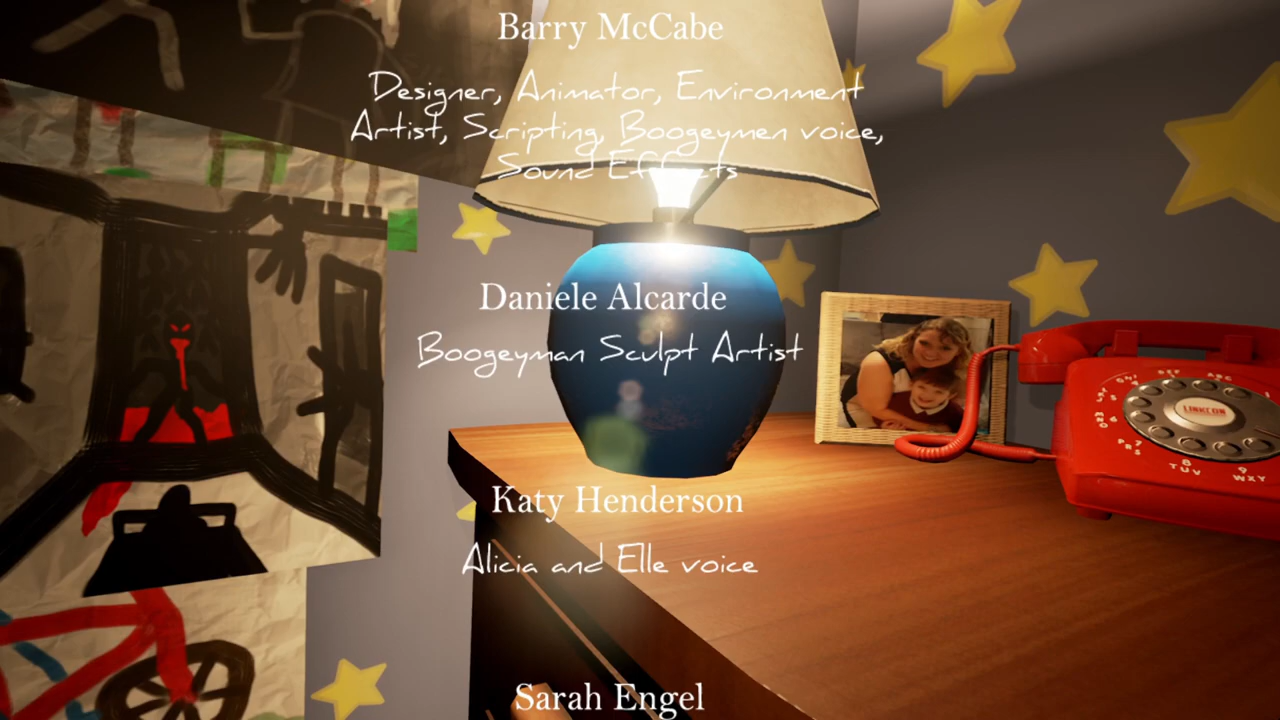 Barry McCabe
Designer, Animator, Environment
Artist, Scripting, Boogeymen voice,
Sound Effects
Daniele Alcarde
Boogeyman Sculpt Artist
Katy Henderson
Alicia and Elle voice
Sarah Engel